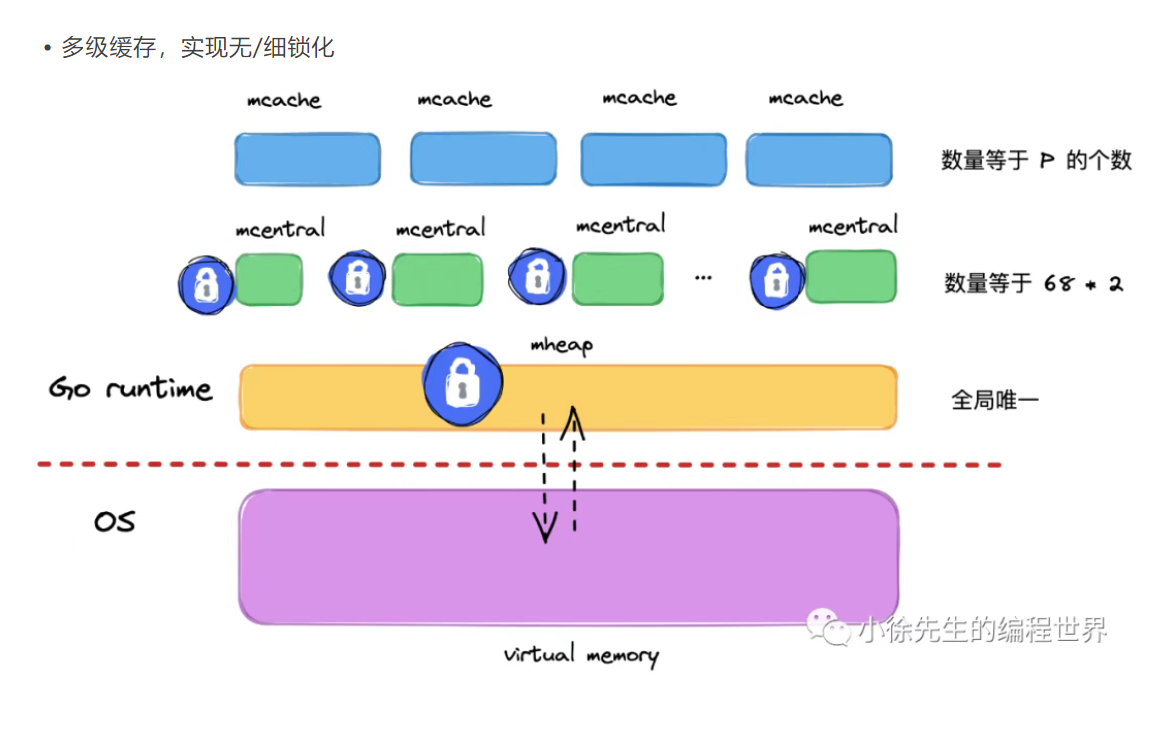 • 多级缓存，实现无/细锁化
mcache mcache mcache mcache
数量等于 P 的个数
mcentral mcentral mcentral mcentral
...
数量等于 68 * 2
mheap
Go runtime
全局唯一
OS
小徐先生的编程世界
virtual memory